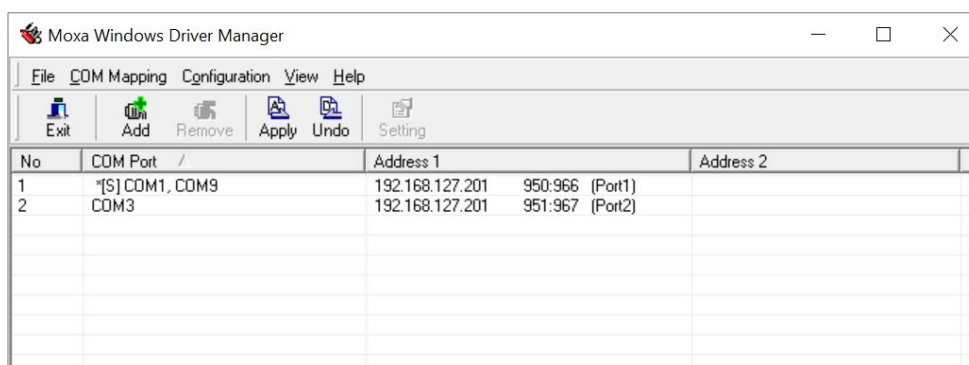 Moxa Windows Driver Manager
File COM Mapping Configuration View Help
Exit Add Remove Apply Undo Setting
No COM Port Address 1 Address 2
1 *[S] COM1, COM9 192.168.127.201 950:966 (Port1)
2 COM3 192.168.127.201 951:967 (Port2)